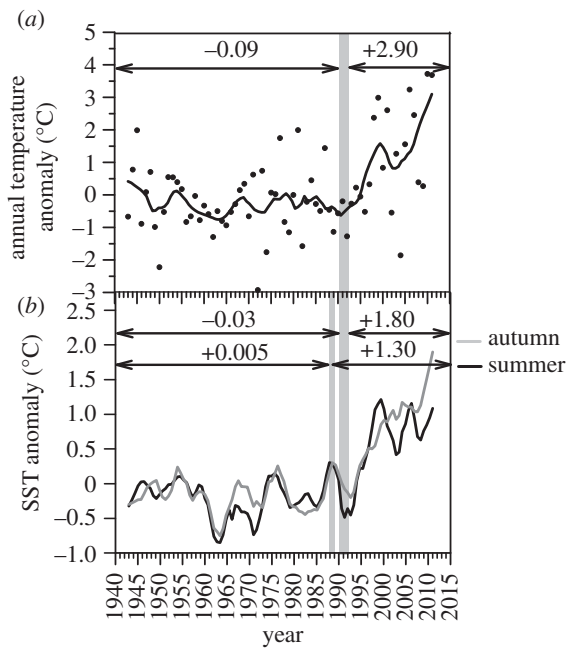 (a)
5
4
3
2
1
0
−1
−2
−3
annual temperature
anomaly (°C)
−0.09 +2.90
(b)
2.5
2.0
1.5
1.0
0.5
0
−0.5
−1.0
SST anomaly (°C)
−0.03 +1.80
+0.005 +1.30
autumn
summer
1940 1945 1950 1955 1960 1965 1970 1975 1980 1985 1990 1995 2000 2005 2010 2015
year